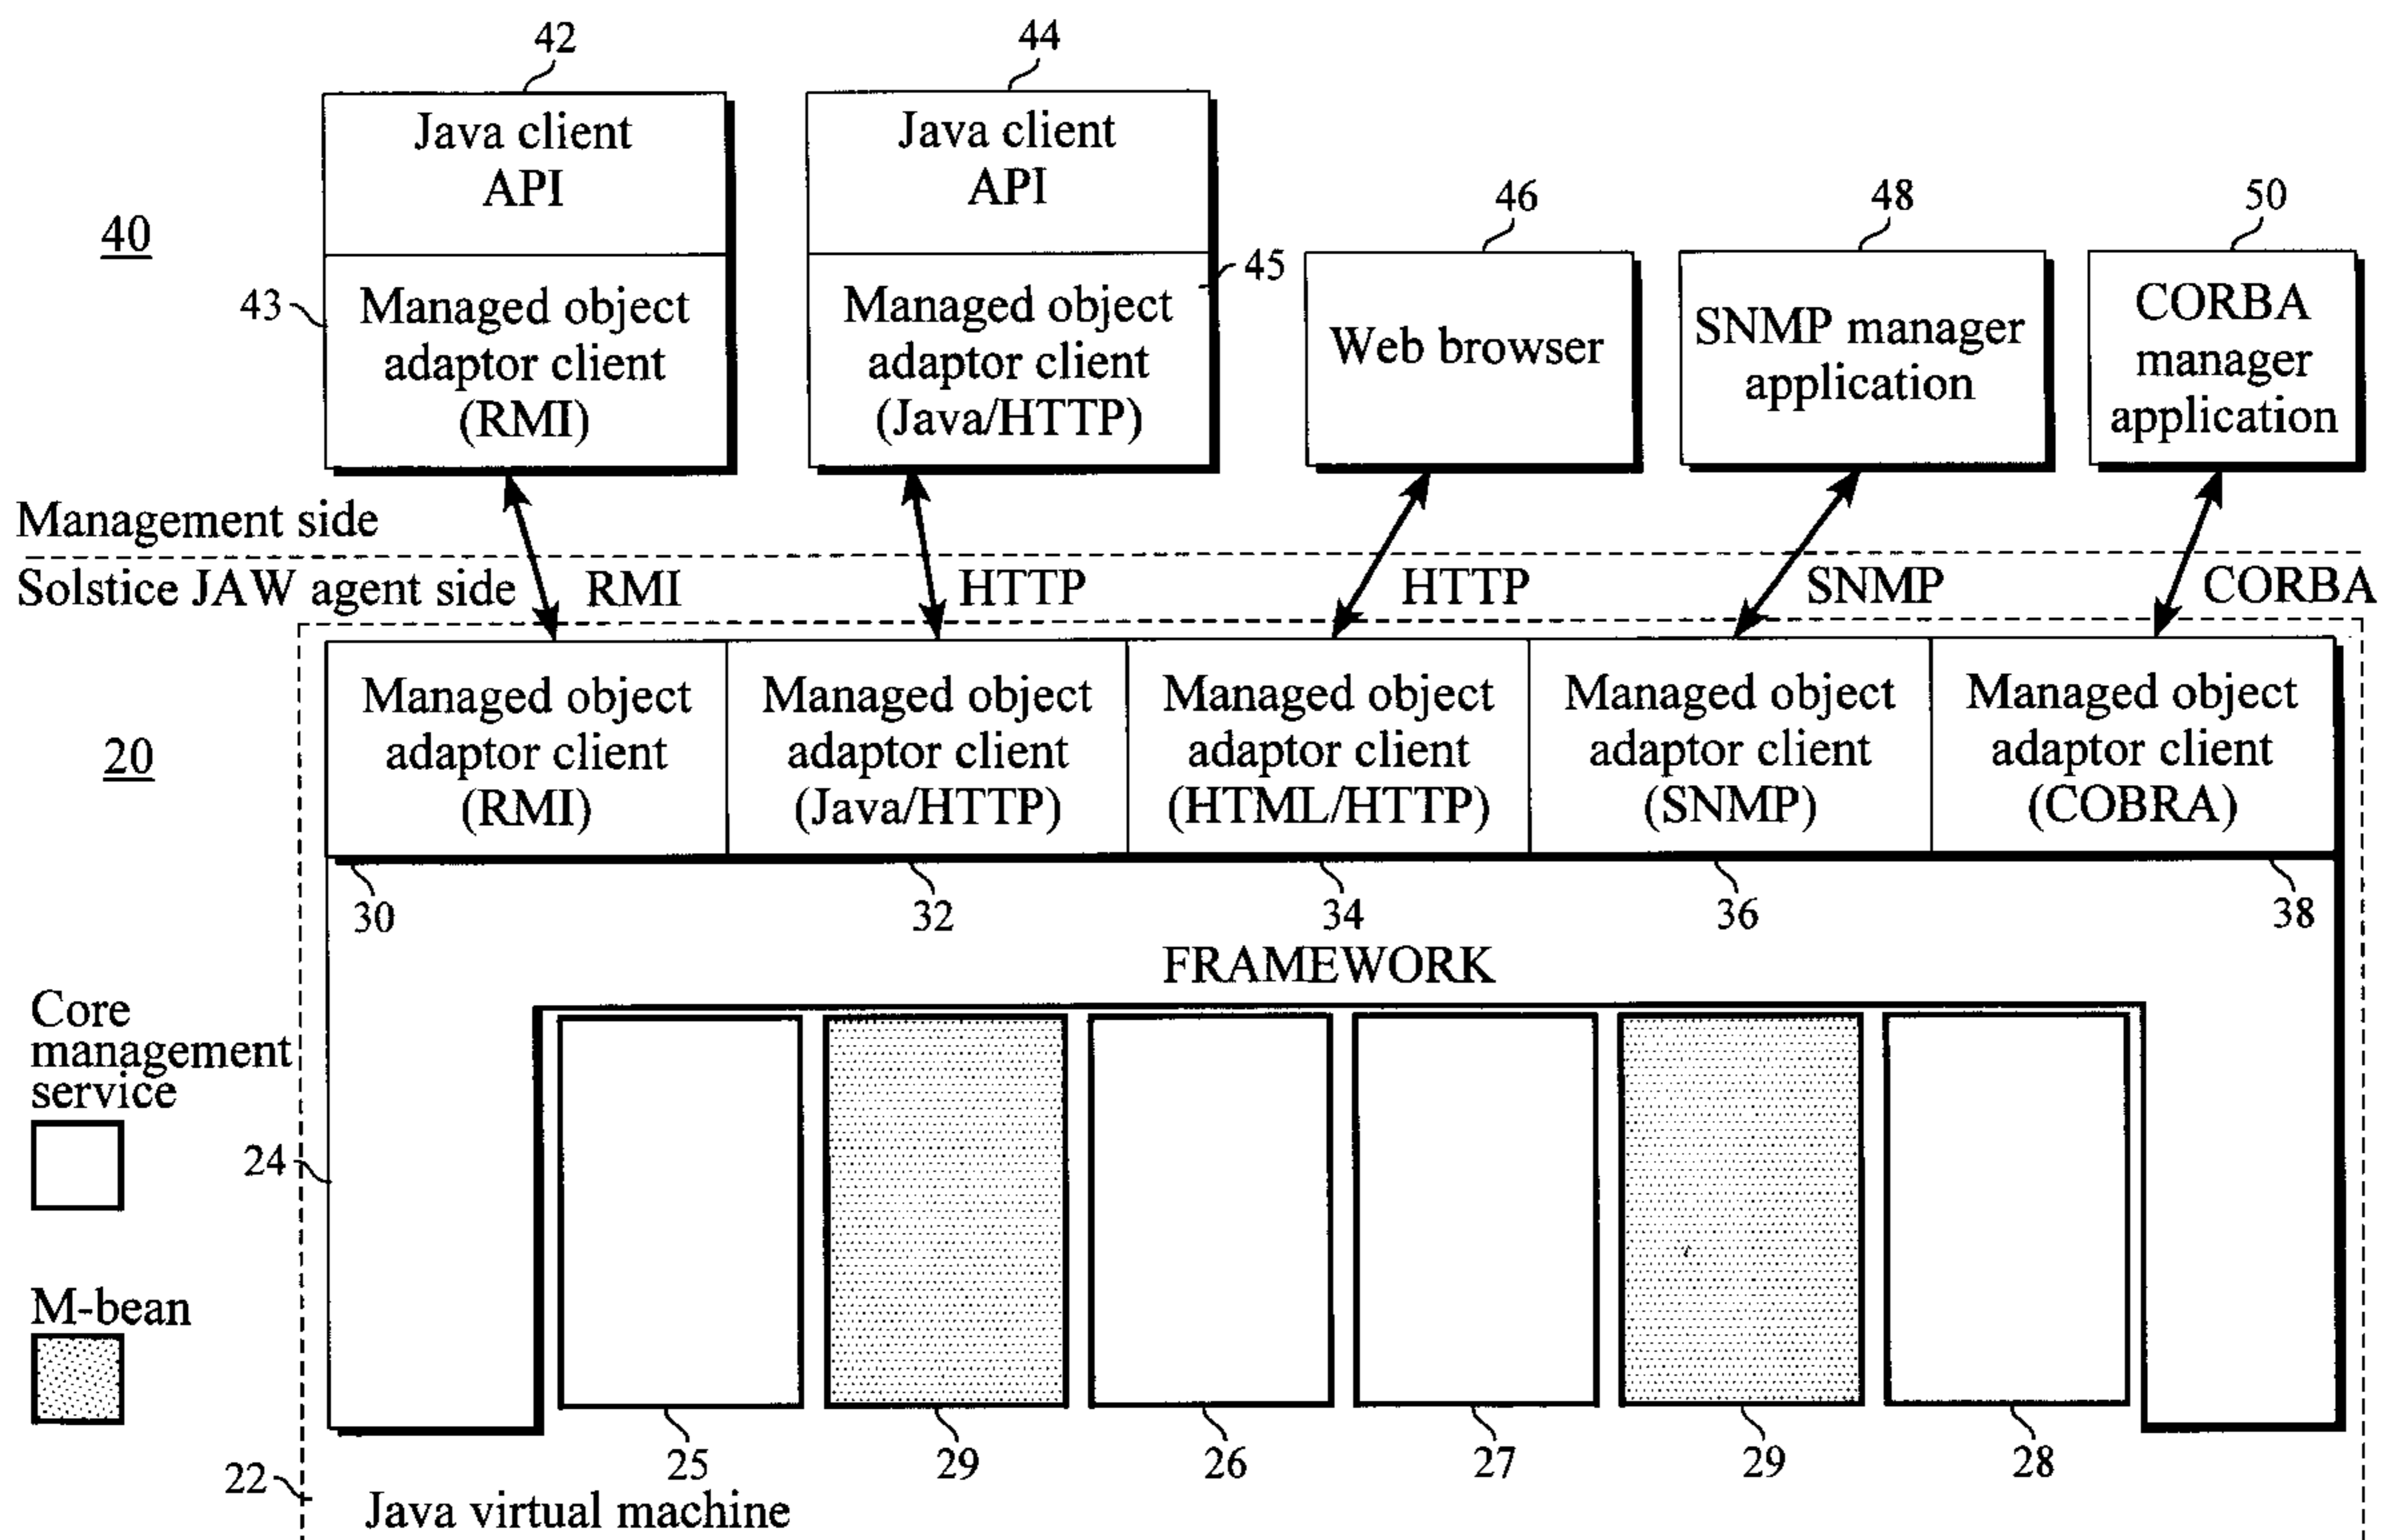 42
44
Java client
API
Java client
API
46
48
50
40
43
Managed object
adaptor client
(RMI)
45
Managed object
adaptor client
(Java/HTTP)
Web browser
SNMP manager
application
CORBA
manager
application
Management side
Solstice JAW agent side
RMI
HTTP
HTTP
SNMP
CORBA
20
Managed object
adaptor client
(RMI)
Managed object
adaptor client
(Java/HTTP)
Managed object
adaptor client
(HTML/HTTP)
Managed object
adaptor client
(SNMP)
Managed object
adaptor client
(COBRA)
30
32
34
36
38
FRAMEWORK
Core
management
service
24
M-bean
25
29
26
27
29
28
22
Java virtual machine